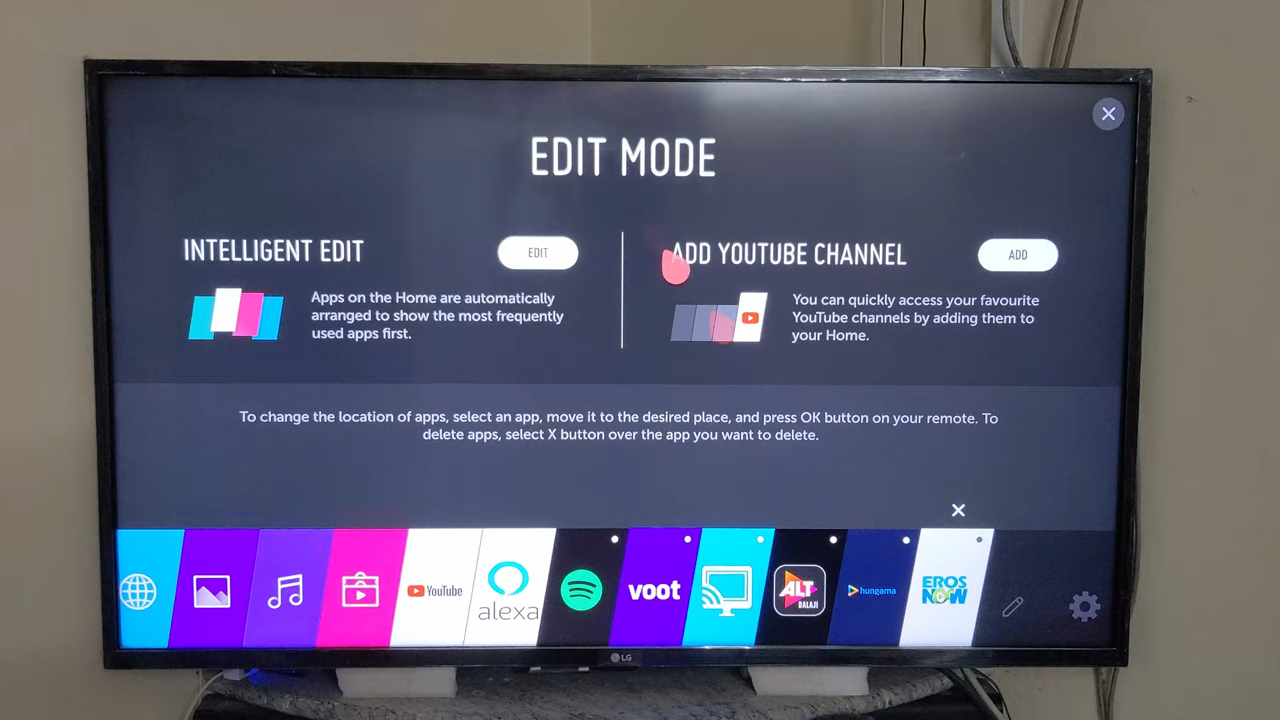 EDIT MODE
INTELLIGENT EDIT
EDIT
Apps on the Home are automatically
arranged to show the most frequently
used apps first.
ADD YOUTUBE CHANNEL
ADD
You can quickly access your favourite
YouTube channels by adding them to
your Home.
To change the location of apps, select an app, move it to the desired place, and press OK button on your remote. To
delete apps, select X button over the app you want to delete.
YouTube
alexa
voot
ALT
BALAJI
hungama
EROS
NOW
LG